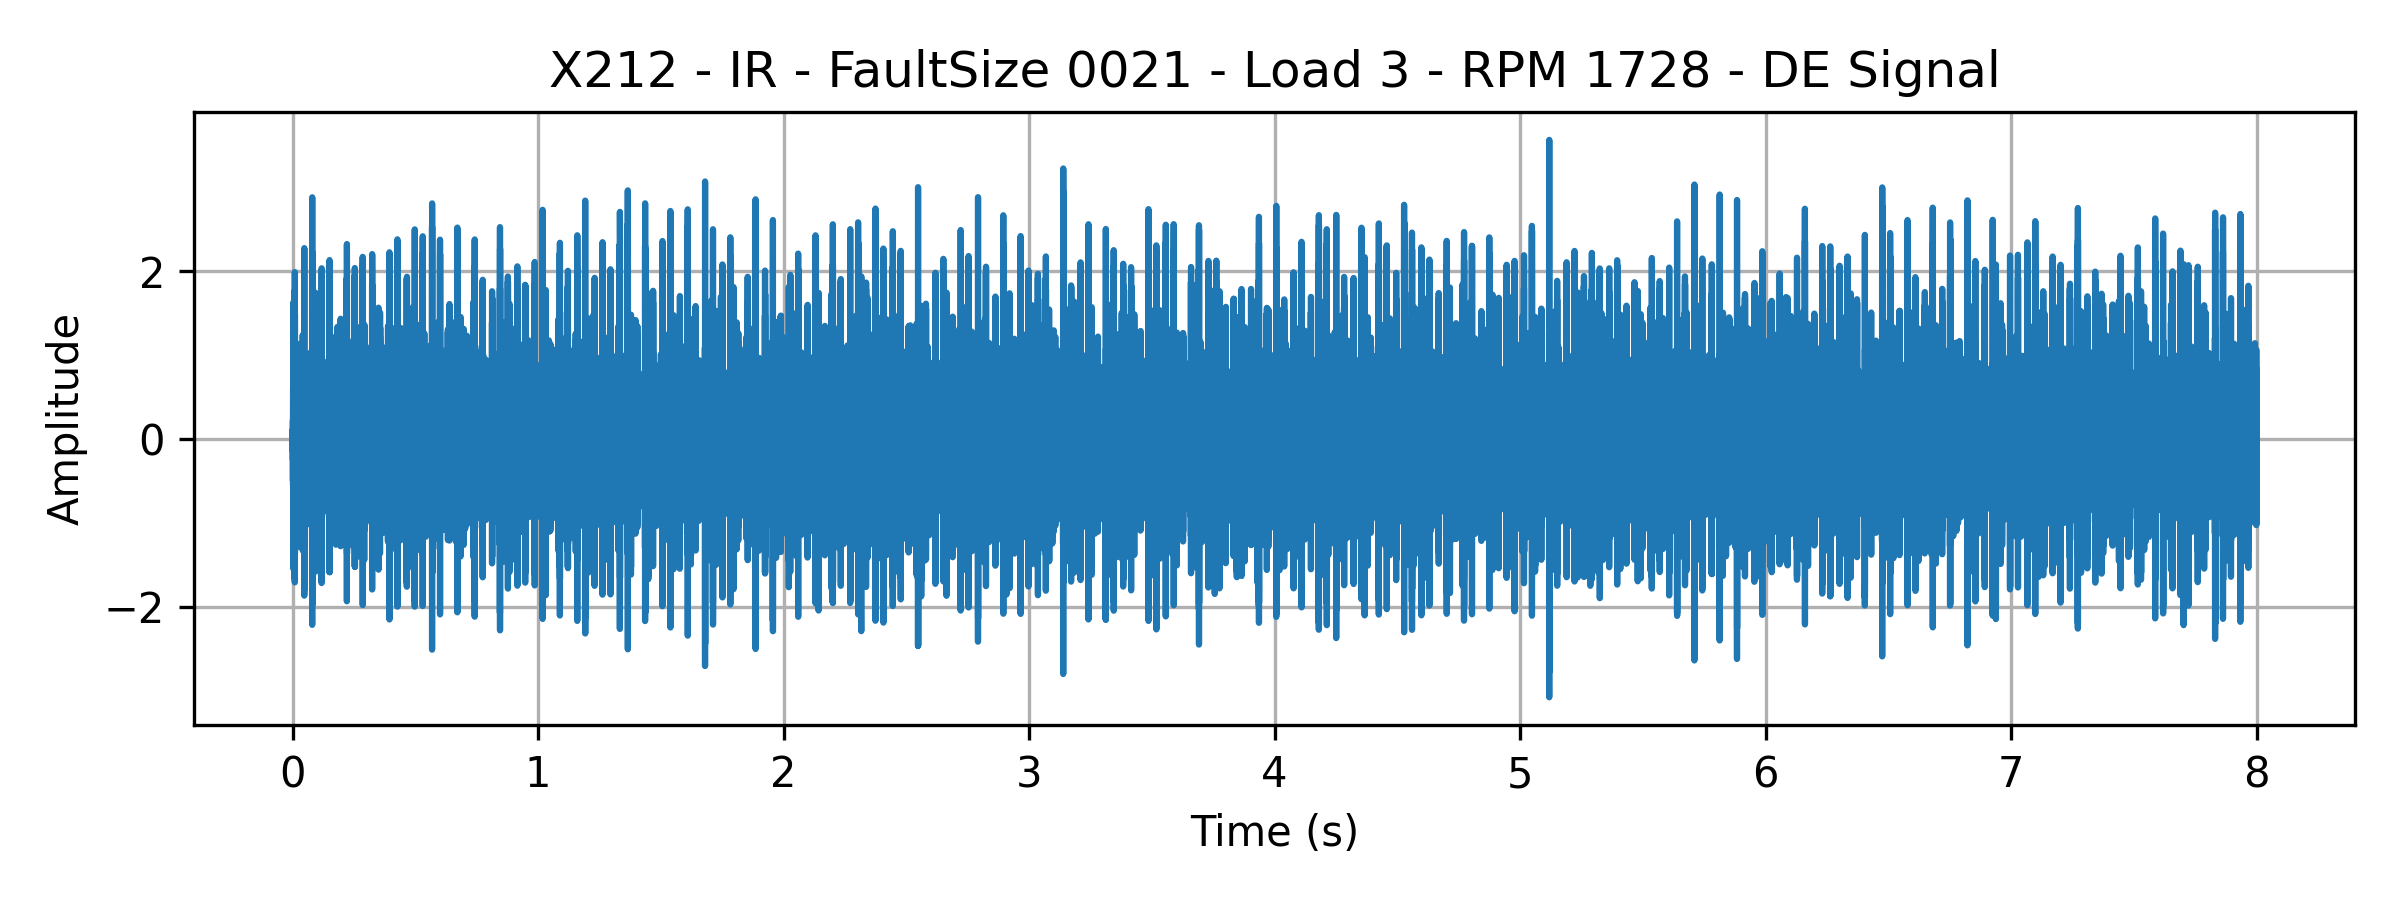 X212 - IR - FaultSize 0021 - Load 3 - RPM 1728 - DE Signal
Amplitude
2
0
−2
0 1 2 3 4 5 6 7 8
Time (s)